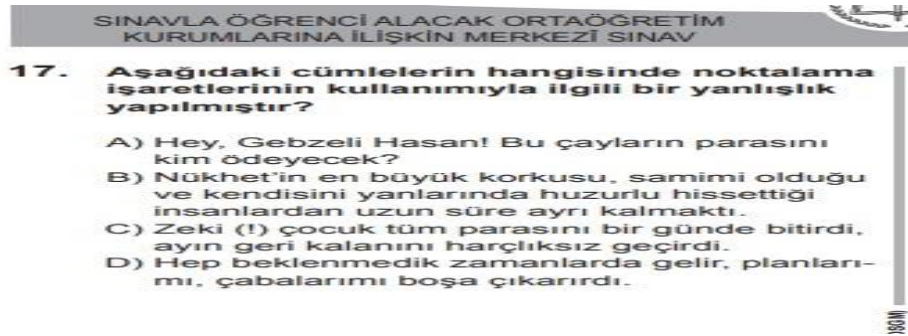 SINAVLA ÖĞRENCİ ALACAK ORTAÖĞRETİM
KURUMLARINA İLİŞKİN MERKEZÎ SINAV
17. Aşağıdaki cümlelerin hangisinde noktalama
işaretlerinin kullanımıyla ilgili bir yanlışlık
yapılmıştır?
A) Hey, Gebzeli Hasan! Bu çayların parasını
kim ödeyecek?
B) Nükhet'in en büyük korkusu, samimi olduğu
ve kendisini yanlarında huzurlu hissettiği
insanlardan uzun süre ayrı kalmaktı.
C) Zeki (!) çocuk tüm parasını bir günde bitirdi,
ayın geri kalanını harçlıksız geçirdi.
D) Hep beklenmedik zamanlarda gelir, planları-
mı, çabalarımı boşa çıkarırdı.